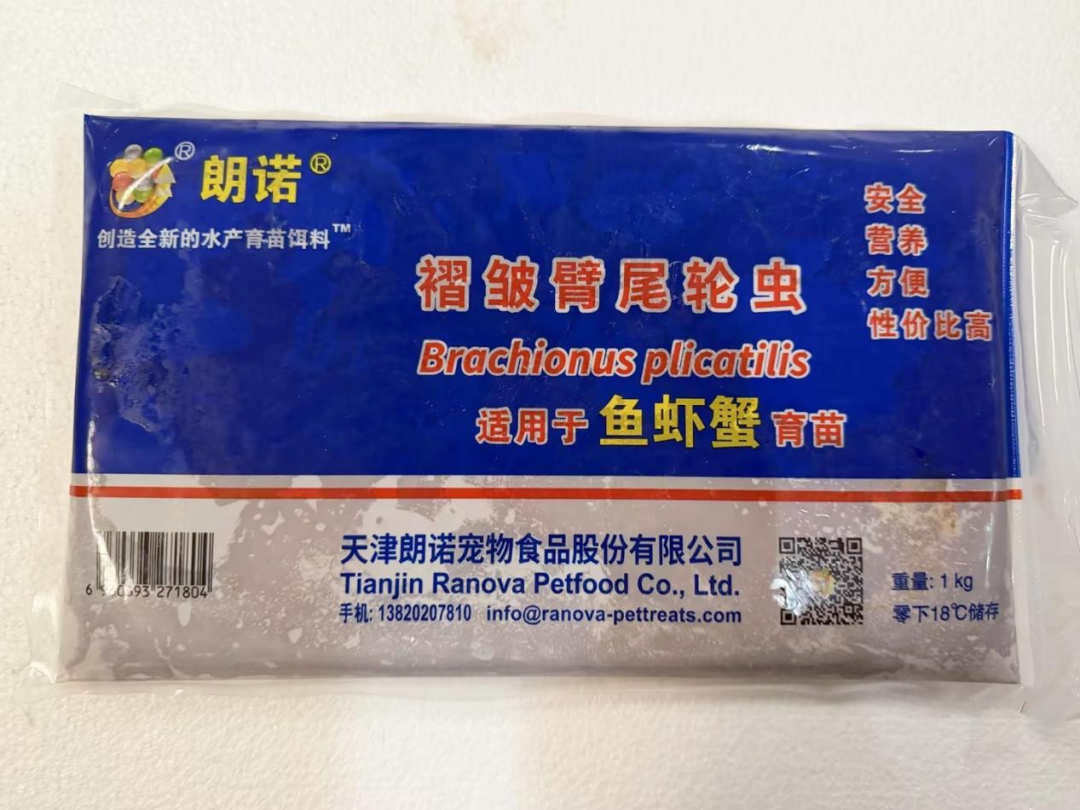 ® 朗诺®
创造全新的水产育苗饵料™
安全
营养
方便
性价比高
褶皱臂尾轮虫
Brachionus plicatilis
适用于 鱼虾蟹 育苗
天津朗诺宠物食品股份有限公司
Tianjin Ranova Petfood Co., Ltd.
手机: 13820207810 info@ranova-pettreats.com
271804
重量: 1 kg
零下18℃储存